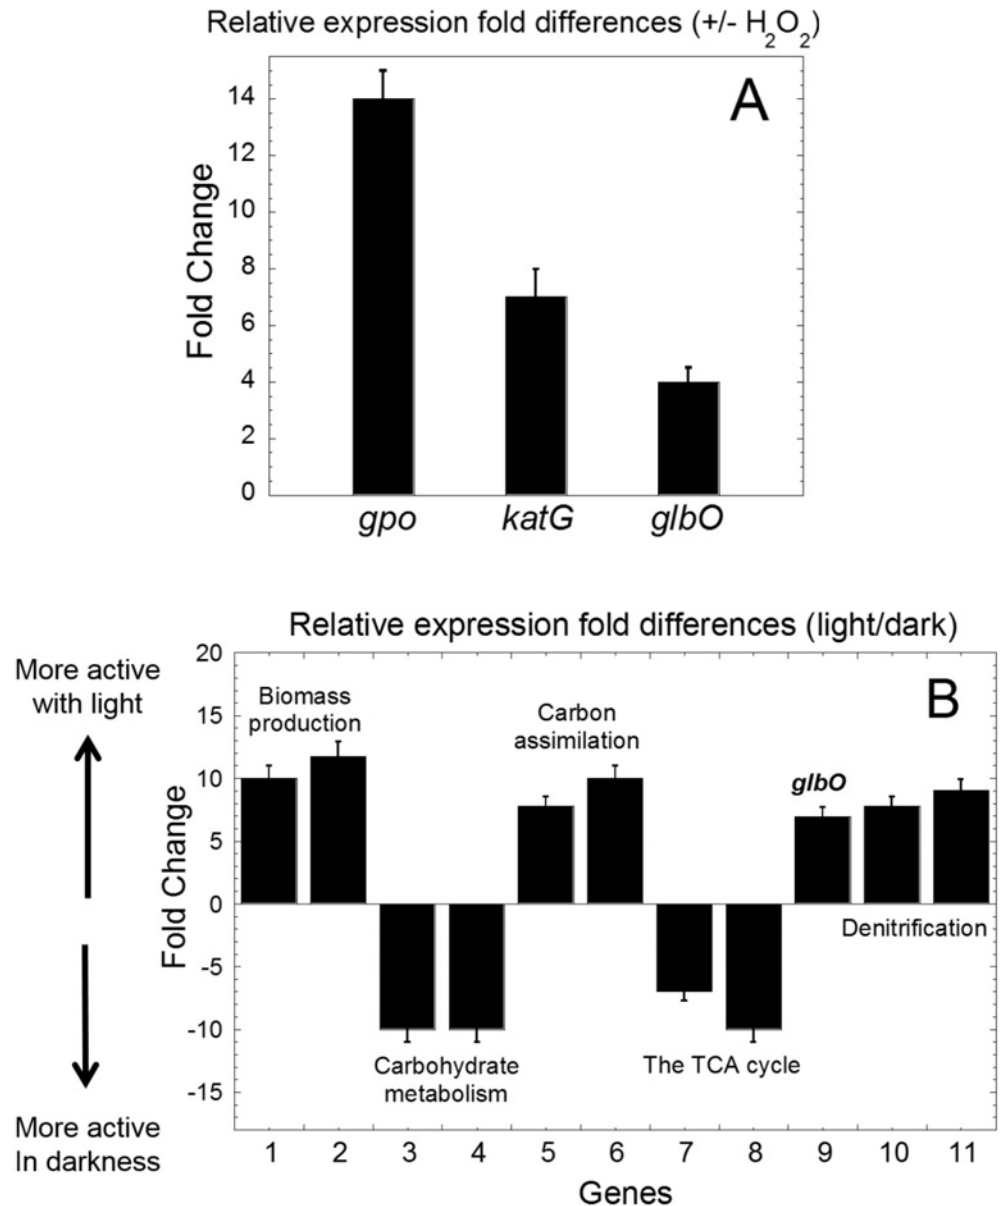 Relative expression fold differences (+/- H₂O₂)
A
Fold Change
14
12
10
8
6
4
2
0
gpo katG glbO
Relative expression fold differences (light/dark)
B
More active
with light
More active
In darkness
Fold Change
20
15
10
5
0
-5
-10
-15
Biomass
production
Carbon
assimilation
glbO
Denitrification
Carbohydrate
metabolism
The TCA cycle
1 2 3 4 5 6 7 8 9 10 11
Genes